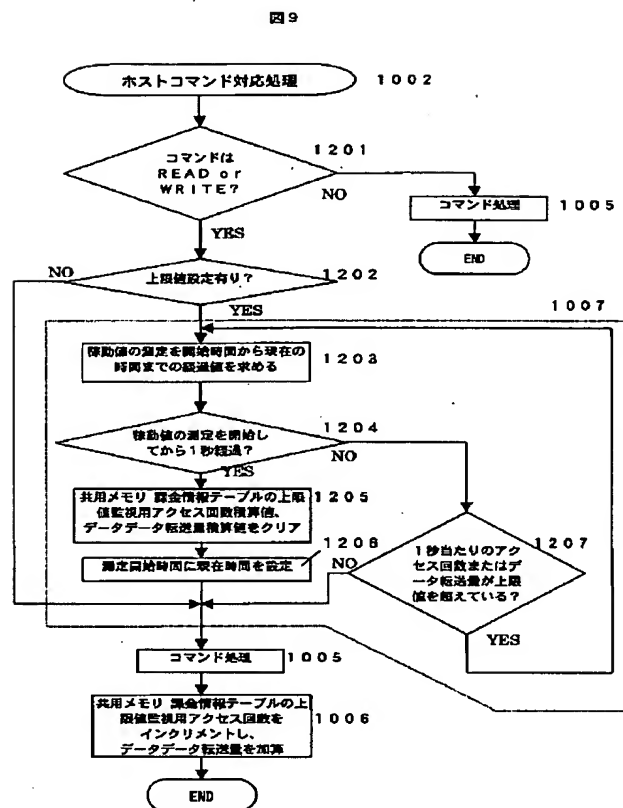 図９
ホストコマンド対応処理
１００２
コマンドは
ＲＥＡＤ ｏｒ
ＷＲＩＴＥ？
１２０１
NO
コマンド処理
１００５
YES
END
NO
上限値設定有り？
１２０２
YES
１００７
稼動値の測定を開始時間から現在の
時間までの経過値を求める
１２０３
稼動値の測定を開始し
てから１秒経過？
１２０４
NO
YES
共用メモリ 課金情報テーブルの上限
値監視用アクセス回数積算値、
データデータ転送量積算値をクリア
１２０５
測定開始時間に現在時間を設定
１２０６
１秒当たりのアク
セス回数またはデー
タ転送量が上限
値を超えている？
１２０７
NO
YES
コマンド処理
１００５
共用メモリ 課金情報テーブルの上
限値監視用アクセス回数を
インクリメントし、
データデータ転送量を加算
１００６
END